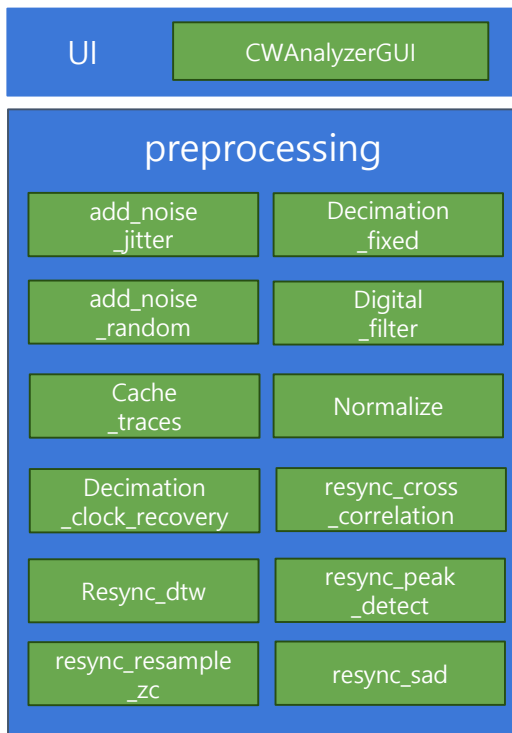 UI
CWAnalyzerGUI
preprocessing
add_noise
_jitter
Decimation
_fixed
add_noise
_random
Digital
_filter
Cache
_traces
Normalize
Decimation
_clock_recovery
resync_cross
_correlation
Resync_dtw
resync_peak
_detect
resync_resample
_zc
resync_sad